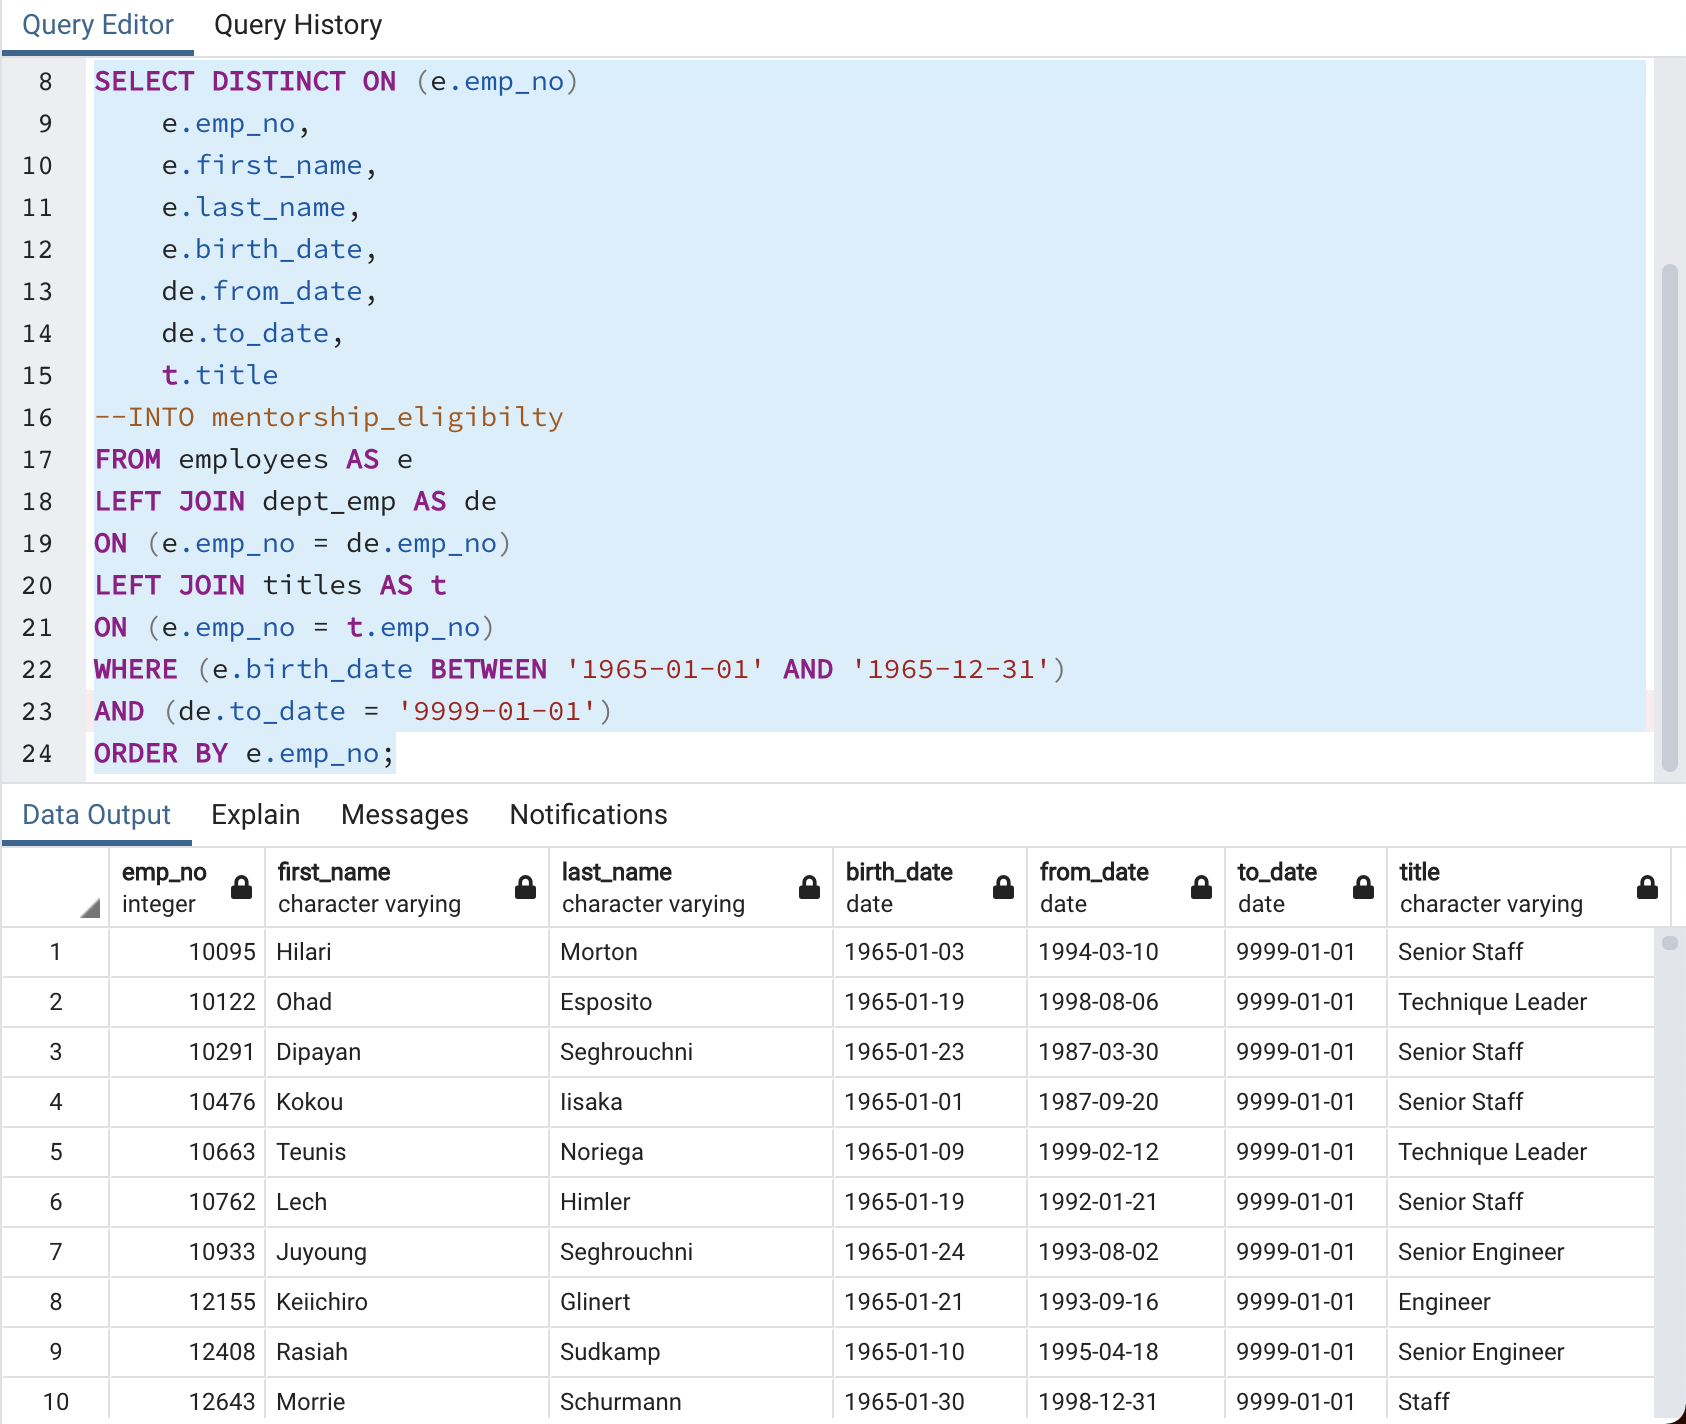 Query Editor Query History
8 SELECT DISTINCT ON (e.emp_no)
9 e.emp_no,
10 e.first_name,
11 e.last_name,
12 e.birth_date,
13 de.from_date,
14 de.to_date,
15 t.title
16 --INTO mentorship_eligibilty
17 FROM employees AS e
18 LEFT JOIN dept_emp AS de
19 ON (e.emp_no = de.emp_no)
20 LEFT JOIN titles AS t
21 ON (e.emp_no = t.emp_no)
22 WHERE (e.birth_date BETWEEN '1965-01-01' AND '1965-12-31')
23 AND (de.to_date = '9999-01-01')
24 ORDER BY e.emp_no;
Data Output Explain Messages Notifications
emp_no first_name last_name birth_date from_date to_date title
integer character varying character varying date date date character varying
1 10095 Hilari Morton 1965-01-03 1994-03-10 9999-01-01 Senior Staff
2 10122 Ohad Esposito 1965-01-19 1998-08-06 9999-01-01 Technique Leader
3 10291 Dipayan Seghrouchni 1965-01-23 1987-03-30 9999-01-01 Senior Staff
4 10476 Kokou Iisaka 1965-01-01 1987-09-20 9999-01-01 Senior Staff
5 10663 Teunis Noriega 1965-01-09 1999-02-12 9999-01-01 Technique Leader
6 10762 Lech Himler 1965-01-19 1992-01-21 9999-01-01 Senior Staff
7 10933 Juyoung Seghrouchni 1965-01-24 1993-08-02 9999-01-01 Senior Engineer
8 12155 Keiichiro Glinert 1965-01-21 1993-09-16 9999-01-01 Engineer
9 12408 Rasiah Sudkamp 1965-01-10 1995-04-18 9999-01-01 Senior Engineer
10 12643 Morrie Schurmann 1965-01-30 1998-12-31 9999-01-01 Staff